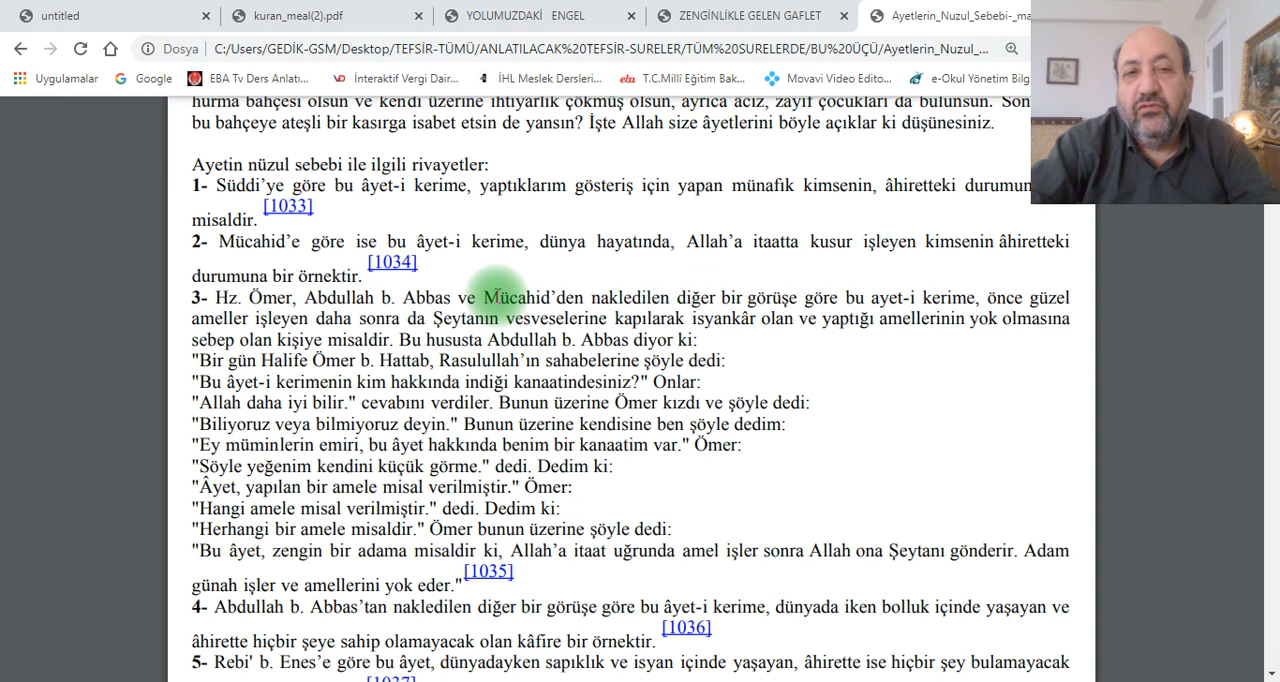 untitled
kuran_meal(2).pdf
YOLUMUZDAKİ ENGEL
ZENGİNLİKLE GELEN GAFLET
Ayetlerin_Nuzul_Sebebi-_ma
Dosya
C:/Users/GEDİK-GSM/Desktop/TEFSİR-TÜMÜ/ANLATILACAK%20TEFSİR-SURELER/TÜM%20SURELERDE/BU%20ÜÇÜ/Ayetlerin_Nuzul_...
Uygulamalar
Google
EBA Tv Ders Anlatı...
İnteraktif Vergi Dair...
İHL Meslek Dersleri...
T.C.Millî Eğitim Bak...
Movavi Video Edito...
e-Okul Yönetim Bilg
hurma bahçesi olsun ve kendi üzerine ihtiyarlık çökmüş olsun, ayrıca aciz, zayıf çocukları da bulunsun. Son
bu bahçeye ateşli bir kasırga isabet etsin de yansın? İşte Allah size âyetlerini böyle açıklar ki düşünesiniz.
Ayetin nüzul sebebi ile ilgili rivayetler:
1- Süddi’ye göre bu âyet-i kerime, yaptıklarım gösteriş için yapan münafık kimsenin, âhiretteki durumun
misaldir. [1033]
2- Mücahid’e göre ise bu âyet-i kerime, dünya hayatında, Allah’a itaatta kusur işleyen kimsenin âhiretteki
durumuna bir örnektir. [1034]
3- Hz. Ömer, Abdullah b. Abbas ve Mücahid’den nakledilen diğer bir görüşe göre bu ayet-i kerime, önce güzel
ameller işleyen daha sonra da Şeytanın vesveselerine kapılarak isyankâr olan ve yaptığı amellerinin yok olmasına
sebep olan kişiye misaldir. Bu hususta Abdullah b. Abbas diyor ki:
"Bir gün Halife Ömer b. Hattab, Rasulullah’ın sahabelerine şöyle dedi:
"Bu âyet-i kerimenin kim hakkında indiği kanaatindesiniz?" Onlar:
"Allah daha iyi bilir." cevabını verdiler. Bunun üzerine Ömer kızdı ve şöyle dedi:
"Biliyoruz veya bilmiyoruz deyin." Bunun üzerine kendisine ben şöyle dedim:
"Ey müminlerin emiri, bu âyet hakkında benim bir kanaatim var." Ömer:
"Söyle yeğenim kendini küçük görme." dedi. Dedim ki:
"Âyet, yapılan bir amele misal verilmiştir." Ömer:
"Hangi amele misal verilmiştir." dedi. Dedim ki:
"Herhangi bir amele misaldir." Ömer bunun üzerine şöyle dedi:
"Bu âyet, zengin bir adama misaldir ki, Allah’a itaat uğrunda amel işler sonra Allah ona Şeytanı gönderir. Adam
günah işler ve amellerini yok eder." [1035]
4- Abdullah b. Abbas’tan nakledilen diğer bir görüşe göre bu âyet-i kerime, dünyada iken bolluk içinde yaşayan ve
âhirette hiçbir şeye sahip olamayacak olan kâfire bir örnektir. [1036]
5- Rebi' b. Enes’e göre bu âyet, dünyadayken sapıklık ve isyan içinde yaşayan, âhirette ise hiçbir şey bulamayacak
[1037]